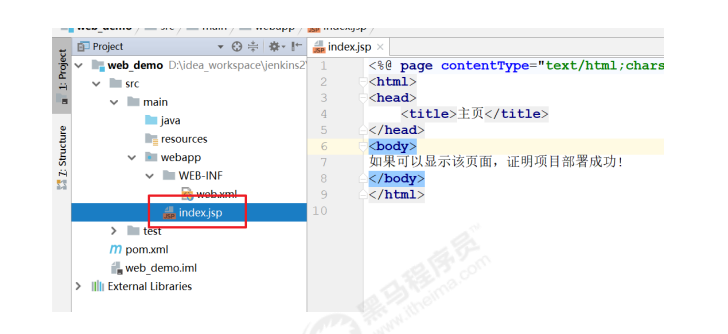 web_demo src main webapp index.jsp
1: Project
7: Structure
Project
web_demo D:\idea_workspace\jenkins2
src
main
java
resources
webapp
WEB-INF
web.xml
index.jsp
test
pom.xml
web_demo.iml
External Libraries
index.jsp
1 <%@ page contentType="text/html;chars
2 <html>
3 <head>
4 <title>主页</title>
5 </head>
6 <body>
7 如果可以显示该页面，证明项目部署成功！
8 </body>
9 </html>
10
黑马程序员
www.itheima.com